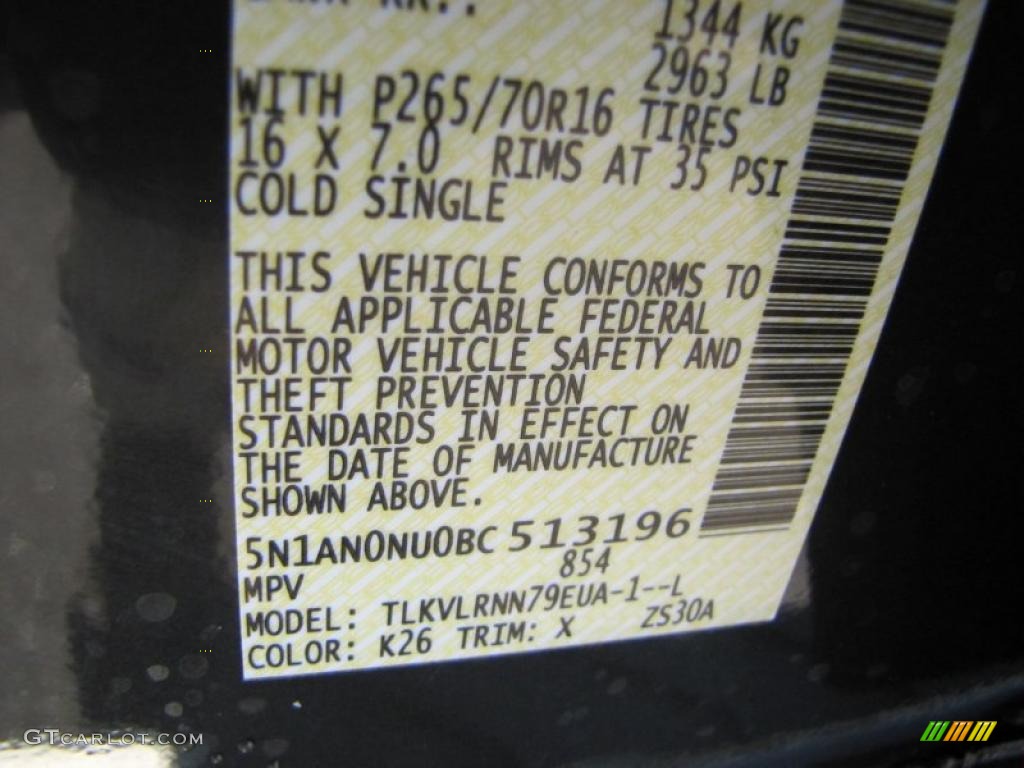 1344 KG
2963 LB
WITH P265/70R16 TIRES
16 X 7.0 RIMS AT 35 PSI
COLD SINGLE
THIS VEHICLE CONFORMS TO
ALL APPLICABLE FEDERAL
MOTOR VEHICLE SAFETY AND
THEFT PREVENTION
STANDARDS IN EFFECT ON
THE DATE OF MANUFACTURE
SHOWN ABOVE.
5N1AN0NU0BC 513196
854
MPV
MODEL: TLKVLRNN79EUA-1--L
COLOR: K26 TRIM: X ZS30A
GTCARLOT.COM